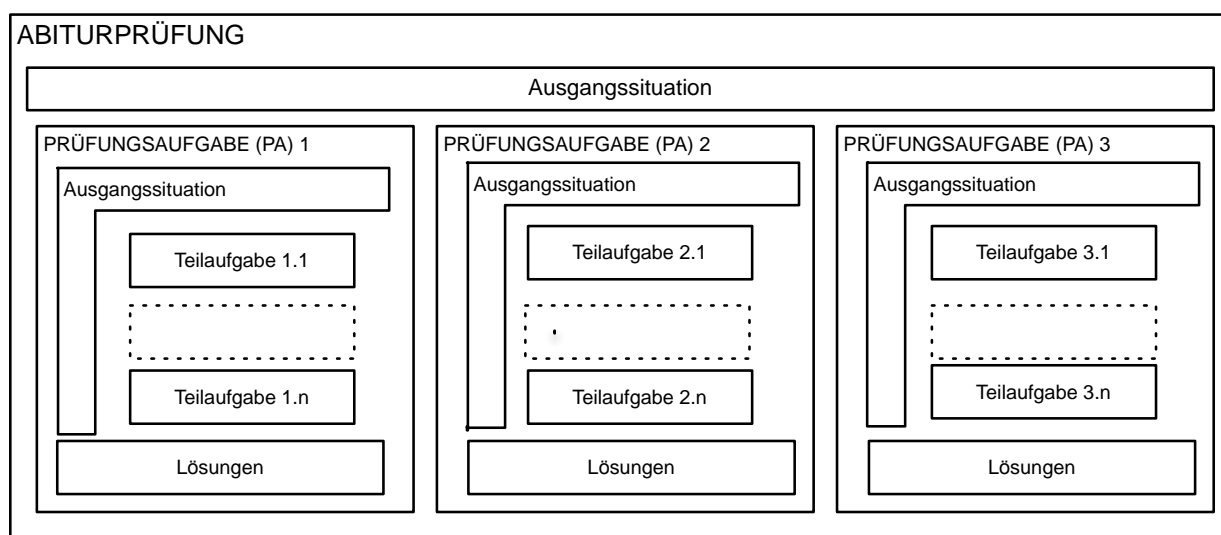 ABITURPRÜFUNG
Ausgangssituation
PRÜFUNGSAUFGABE (PA) 1
Ausgangssituation
Teilaufgabe 1.1
Teilaufgabe 1.n
Lösungen
PRÜFUNGSAUFGABE (PA) 2
Ausgangssituation
Teilaufgabe 2.1
Teilaufgabe 2.n
Lösungen
PRÜFUNGSAUFGABE (PA) 3
Ausgangssituation
Teilaufgabe 3.1
Teilaufgabe 3.n
Lösungen